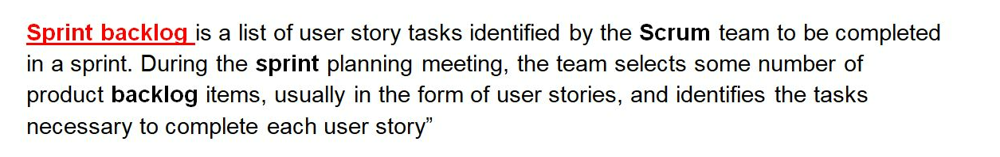 Sprint backlog is a list of user story tasks identified by the Scrum team to be completed
in a sprint. During the sprint planning meeting, the team selects some number of
product backlog items, usually in the form of user stories, and identifies the tasks
necessary to complete each user story”